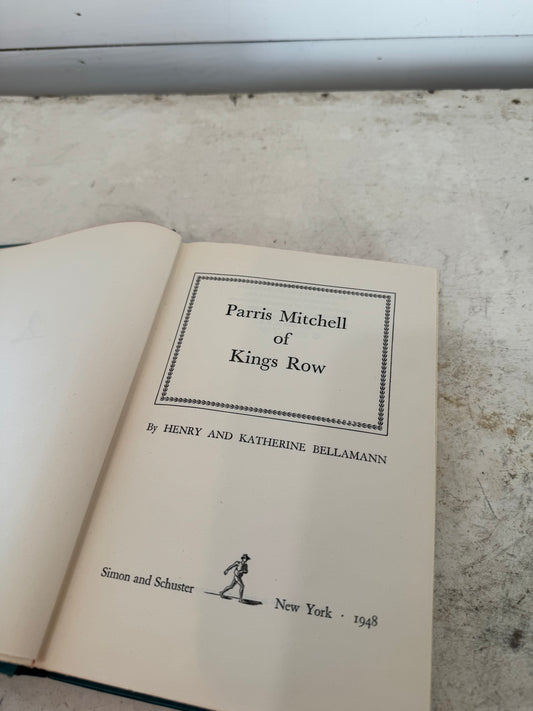 Parris Mitchell
of
Kings Row
By HENRY AND KATHERINE BELLAMANN
Simon and Schuster New York · 1948